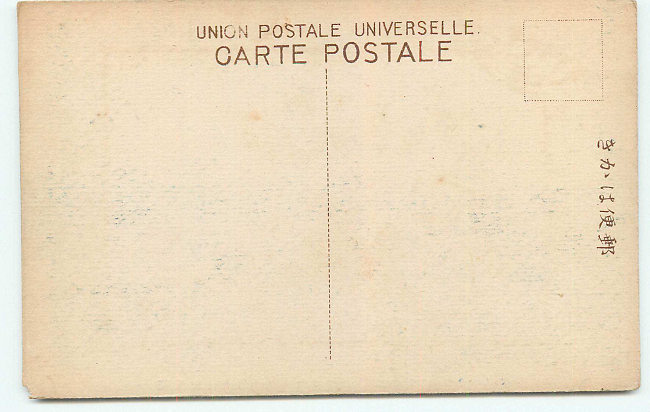 UNION POSTALE UNIVERSELLE.
CARTE POSTALE
郵便はかき